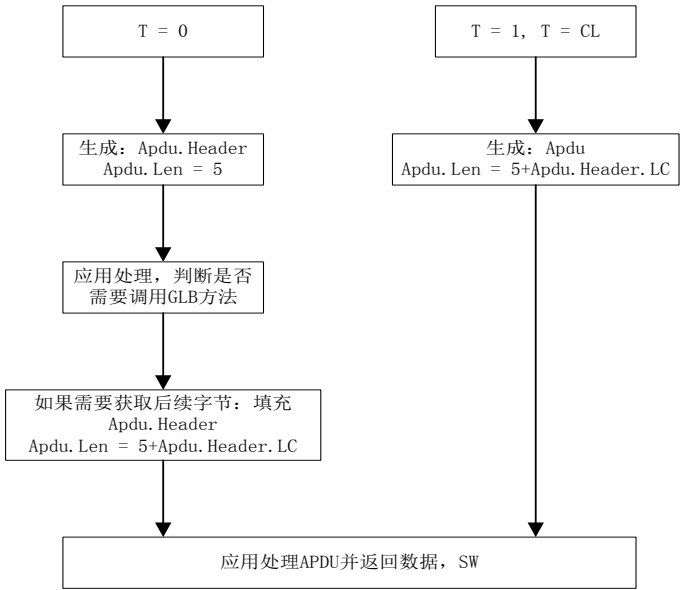 T = 0
T = 1, T = CL
生成：Apdu.Header
Apdu.Len = 5
生成：Apdu
Apdu.Len = 5+Apdu.Header.LC
应用处理，判断是否
需要调用GLB方法
如果需要获取后续字节：填充
Apdu.Header
Apdu.Len = 5+Apdu.Header.LC
应用处理APDU并返回数据，SW